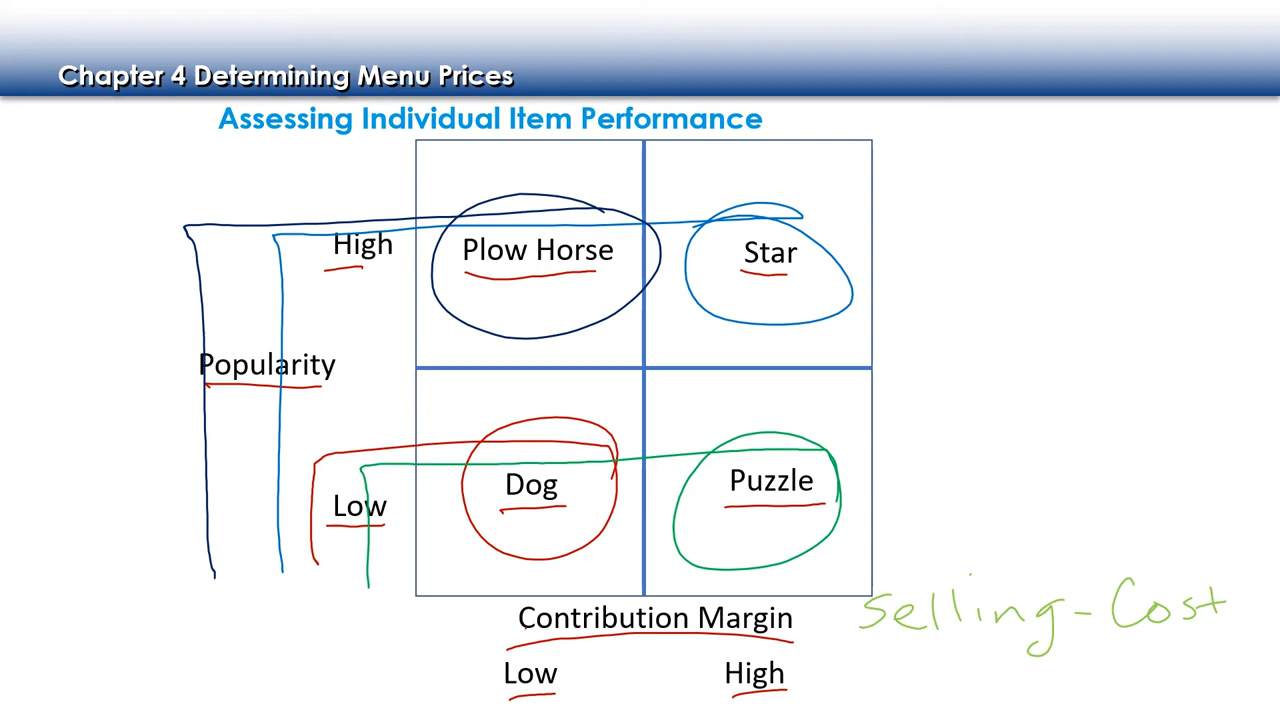 Chapter 4 Determining Menu Prices
Assessing Individual Item Performance
High
Plow Horse
Star
Popularity
Low
Dog
Puzzle
Contribution Margin
Selling - Cost
Low
High